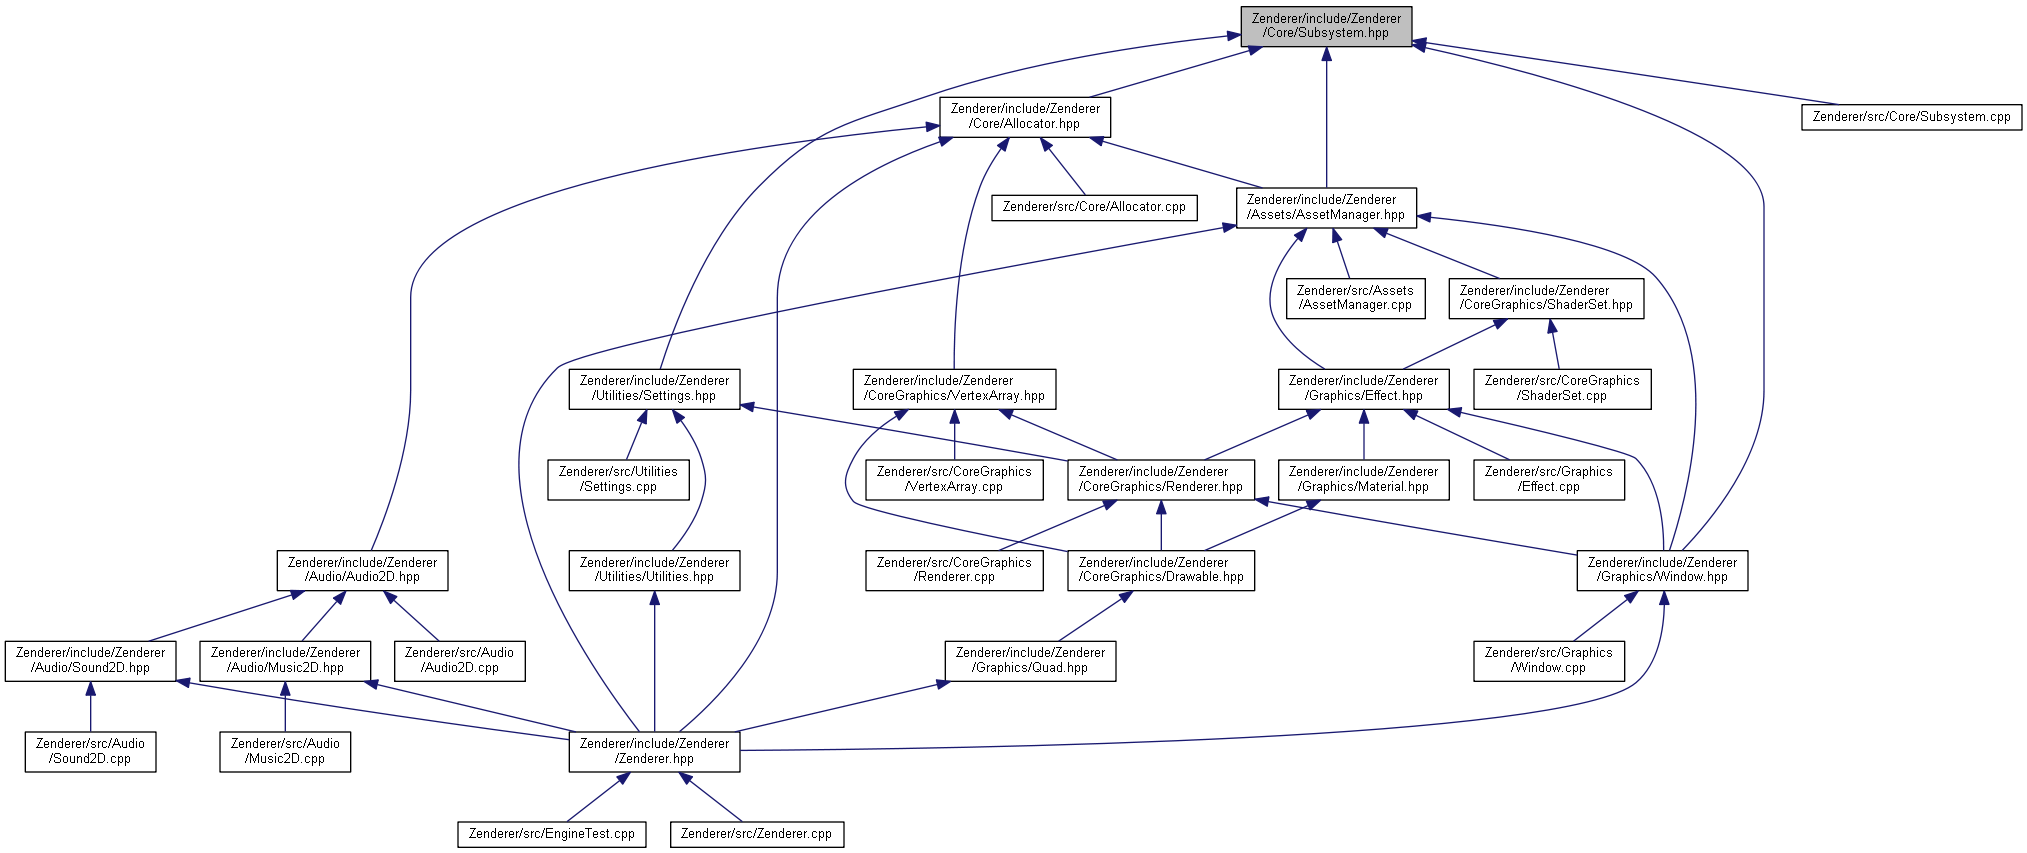 Zenderer/include/Zenderer
/Core/Subsystem.hpp
Zenderer/include/Zenderer
/Core/Allocator.hpp
Zenderer/src/Core/Subsystem.cpp
Zenderer/src/Core/Allocator.cpp
Zenderer/include/Zenderer
/Assets/AssetManager.hpp
Zenderer/src/Assets
/AssetManager.cpp
Zenderer/include/Zenderer
/CoreGraphics/ShaderSet.hpp
Zenderer/include/Zenderer
/Utilities/Settings.hpp
Zenderer/include/Zenderer
/CoreGraphics/VertexArray.hpp
Zenderer/include/Zenderer
/Graphics/Effect.hpp
Zenderer/src/CoreGraphics
/ShaderSet.cpp
Zenderer/src/Utilities
/Settings.cpp
Zenderer/src/CoreGraphics
/VertexArray.cpp
Zenderer/include/Zenderer
/CoreGraphics/Renderer.hpp
Zenderer/include/Zenderer
/Graphics/Material.hpp
Zenderer/src/Graphics
/Effect.cpp
Zenderer/include/Zenderer
/Audio/Audio2D.hpp
Zenderer/include/Zenderer
/Utilities/Utilities.hpp
Zenderer/src/CoreGraphics
/Renderer.cpp
Zenderer/include/Zenderer
/CoreGraphics/Drawable.hpp
Zenderer/include/Zenderer
/Graphics/Window.hpp
Zenderer/include/Zenderer
/Audio/Sound2D.hpp
Zenderer/include/Zenderer
/Audio/Music2D.hpp
Zenderer/src/Audio
/Audio2D.cpp
Zenderer/include/Zenderer
/Graphics/Quad.hpp
Zenderer/src/Graphics
/Window.cpp
Zenderer/src/Audio
/Sound2D.cpp
Zenderer/src/Audio
/Music2D.cpp
Zenderer/include/Zenderer
/Zenderer.hpp
Zenderer/src/EngineTest.cpp
Zenderer/src/Zenderer.cpp